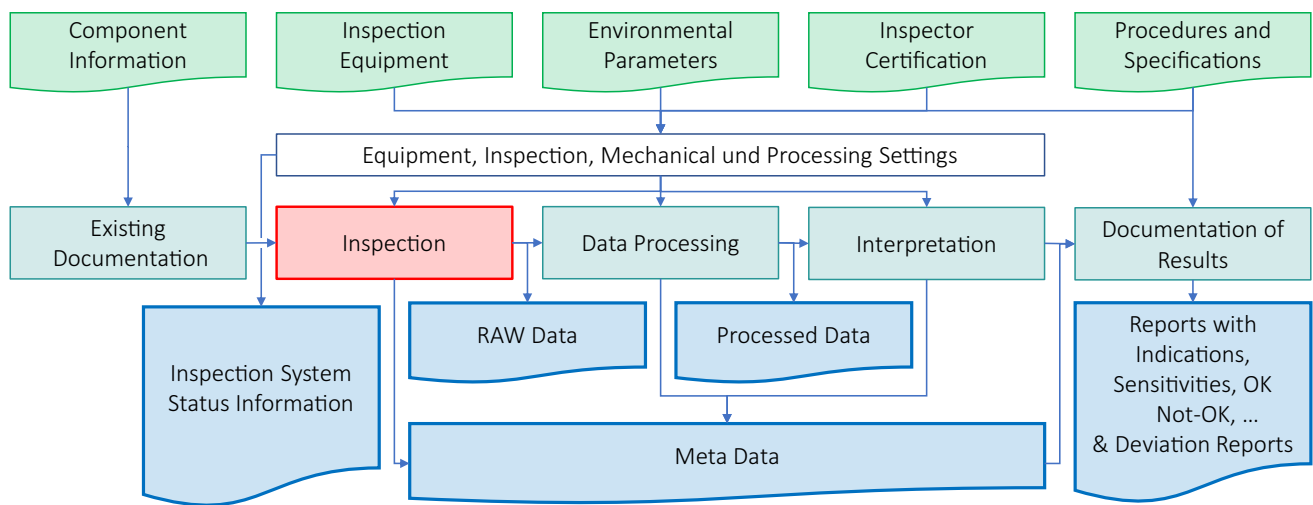 Component
Information
Inspection
Equipment
Environmental
Parameters
Inspector
Certification
Procedures and
Specifications
Equipment, Inspection, Mechanical und Processing Settings
Existing
Documentation
Inspection
Data Processing
Interpretation
Documentation of
Results
Inspection System
Status Information
RAW Data
Processed Data
Meta Data
Reports with
Indications,
Sensitivities, OK
Not-OK, ...
& Deviation Reports